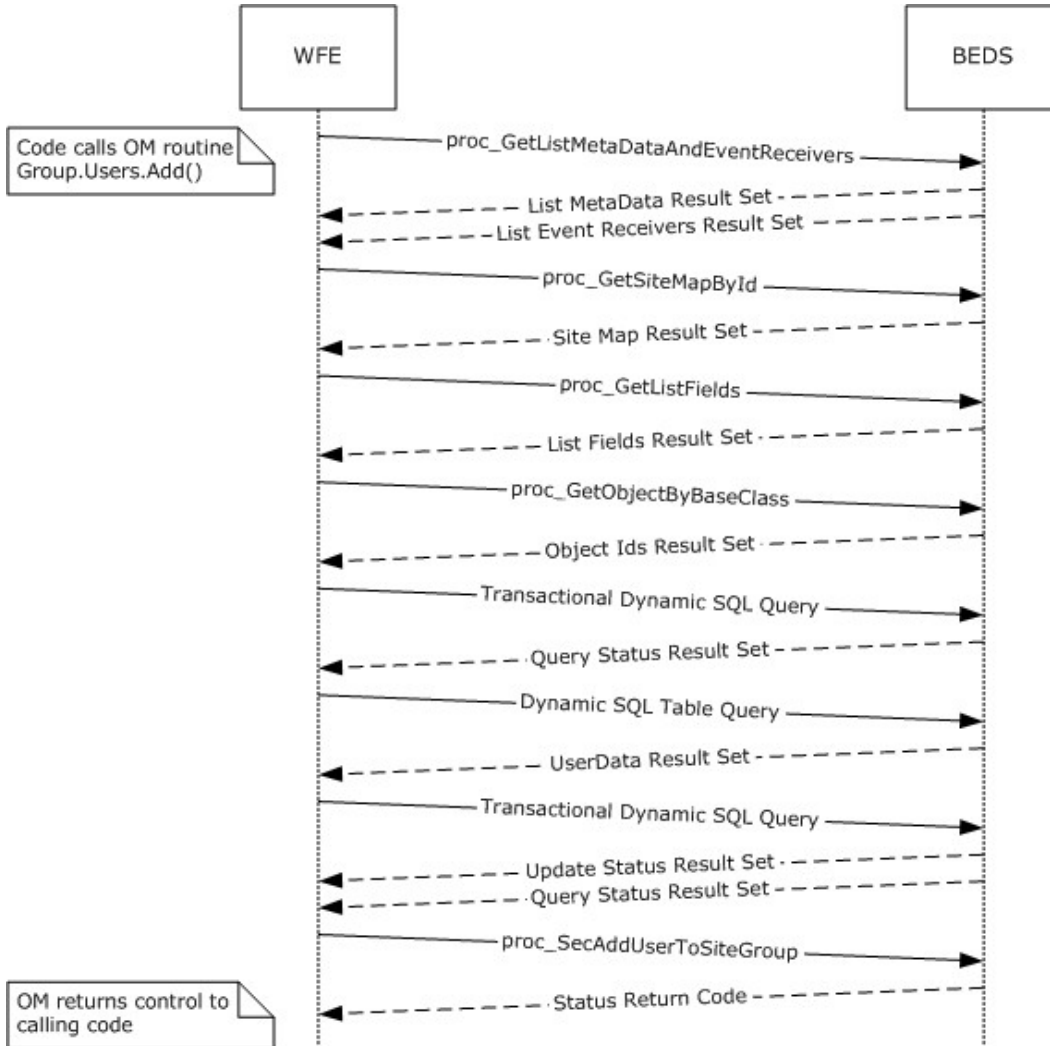 WFE
BEDS
Code calls OM routine
Group.Users.Add()
proc_GetListMetaDataAndEventReceivers
List MetaData Result Set
List Event Receivers Result Set
proc_GetSiteMapById
Site Map Result Set
proc_GetListFields
List Fields Result Set
proc_GetObjectByBaseClass
Object Ids Result Set
Transactional Dynamic SQL Query
Query Status Result Set
Dynamic SQL Table Query
UserData Result Set
Transactional Dynamic SQL Query
Update Status Result Set
Query Status Result Set
proc_SecAddUserToSiteGroup
OM returns control to
calling code
Status Return Code